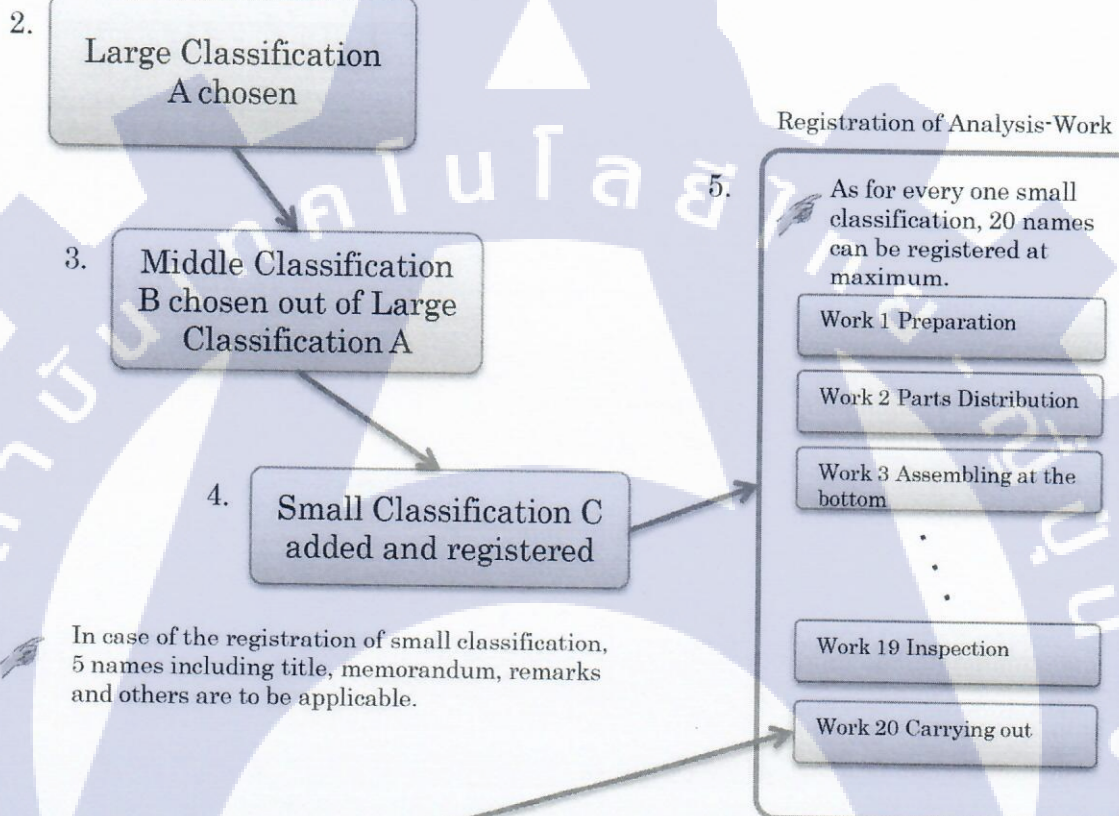 2.
Large Classification
A chosen
3.
Middle Classification
B chosen out of Large
Classification A
4.
Small Classification C
added and registered
In case of the registration of small classification,
5 names including title, memorandum, remarks
and others are to be applicable.
Registration of Analysis-Work
5.
As for every one small
classification, 20 names
can be registered at
maximum.
Work 1 Preparation
Work 2 Parts Distribution
Work 3 Assembling at the
bottom
.
.
.
Work 19 Inspection
Work 20 Carrying out